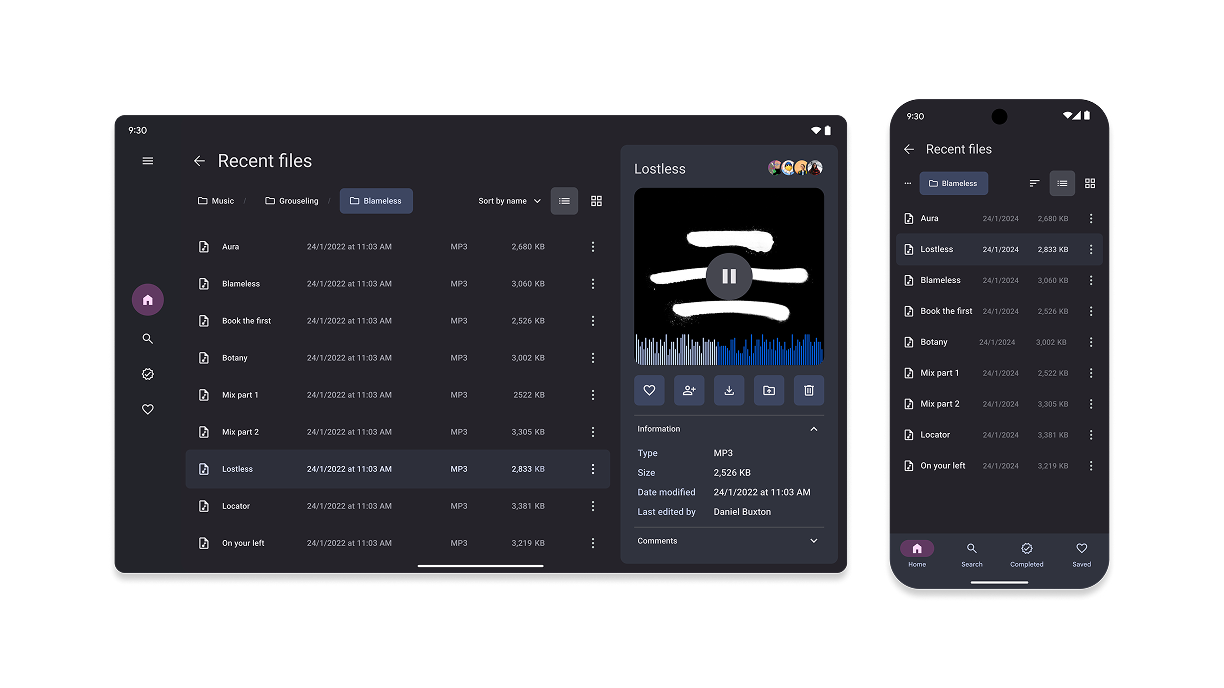 9:30
Recent files
Music / Grouseling / Blameless
Sort by name
Aura 24/1/2022 at 11:03 AM MP3 2,680 KB
Blameless 24/1/2022 at 11:03 AM MP3 3,060 KB
Book the first 24/1/2022 at 11:03 AM MP3 2,526 KB
Botany 24/1/2022 at 11:03 AM MP3 3,002 KB
Mix part 1 24/1/2022 at 11:03 AM MP3 2522 KB
Mix part 2 24/1/2022 at 11:03 AM MP3 3,305 KB
Lostless 24/1/2022 at 11:03 AM MP3 2,833 KB
Locator 24/1/2022 at 11:03 AM MP3 3,381 KB
On your left 24/1/2022 at 11:03 AM MP3 3,219 KB
Lostless
Information
Type MP3
Size 2,526 KB
Date modified 24/1/2022 at 11:03 AM
Last edited by Daniel Buxton
Comments
9:30
Recent files
... Blameless
Aura 24/1/2024 2,680 KB
Lostless 24/1/2024 2,833 KB
Blameless 24/1/2024 3,060 KB
Book the first 24/1/2024 2,526 KB
Botany 24/1/2024 3,002 KB
Mix part 1 24/1/2024 2,522 KB
Mix part 2 24/1/2024 3,305 KB
Locator 24/1/2024 3,381 KB
On your left 24/1/2024 3,219 KB
Home Search Completed Saved